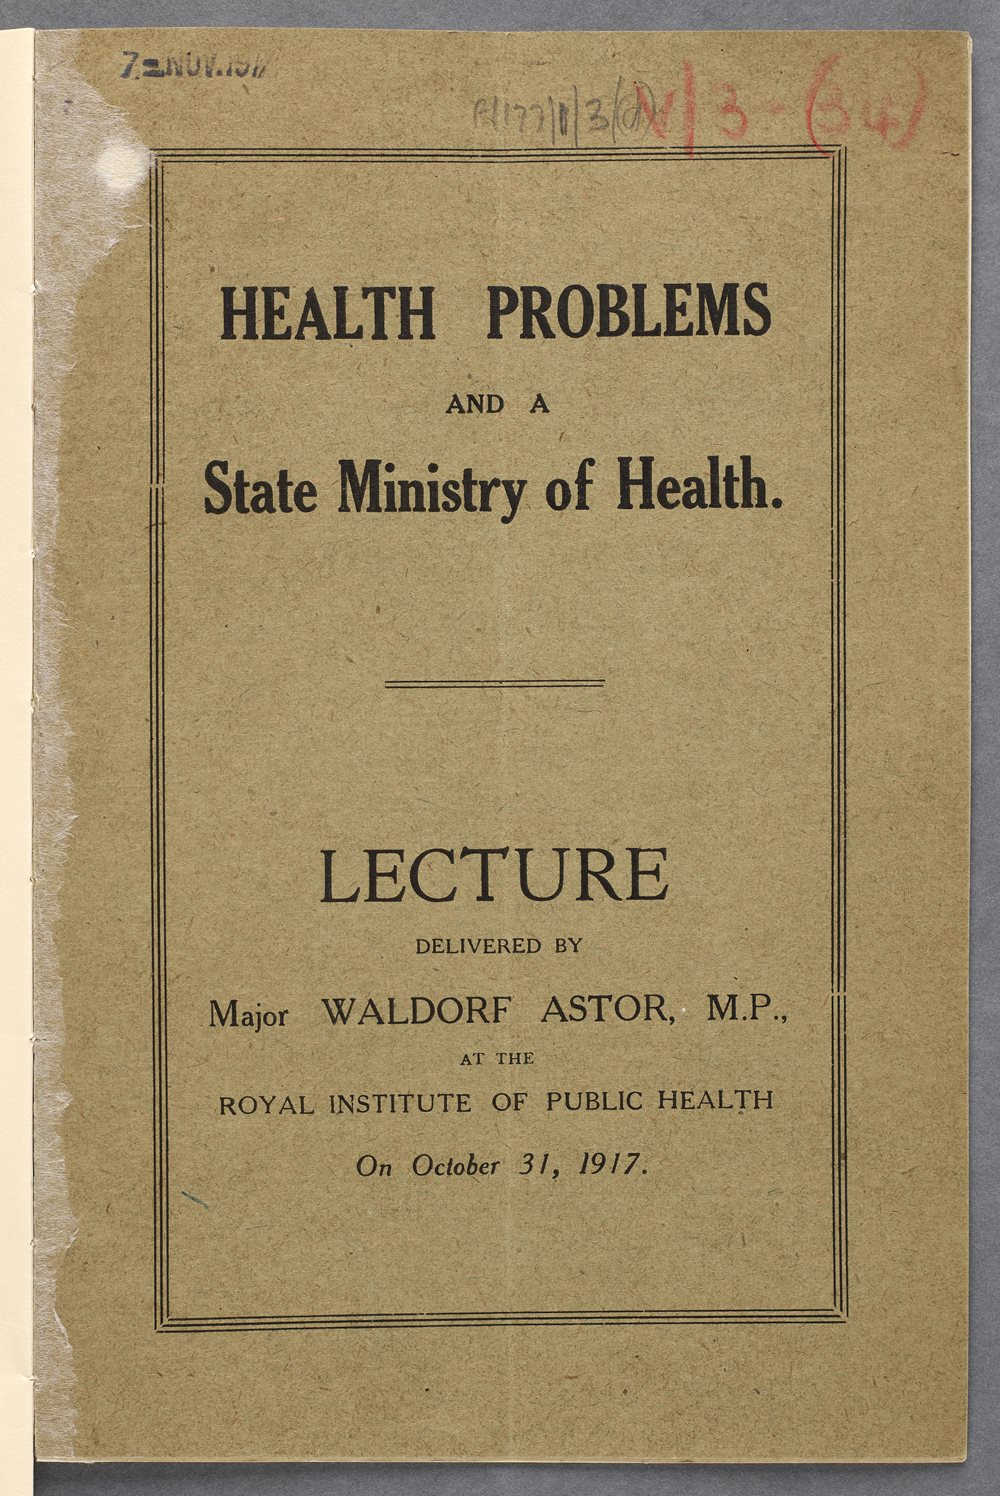 7 = NOV. 191
HEALTH PROBLEMS
AND A
State Ministry of Health.
LECTURE
DELIVERED BY
Major WALDORF ASTOR, M.P.,
AT THE
ROYAL INSTITUTE OF PUBLIC HEALTH
On October 31, 1917.